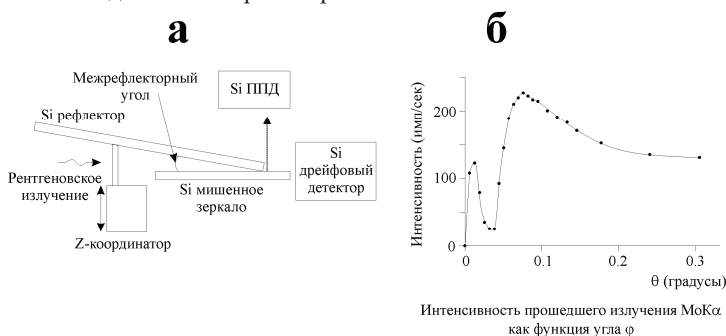 а
б
Межрефлекторный
угол
Si ППД
Si рефлектор
Рентгеновское
излучение
Si мишенное
зеркало
Si
дрейфовый
детектор
Z-координатор
Интенсивность (имп/сек)
200
100
0
0
0.1
0.2
0.3
θ (градусы)
Интенсивность прошедшего излучения MoKα
как функция угла φ